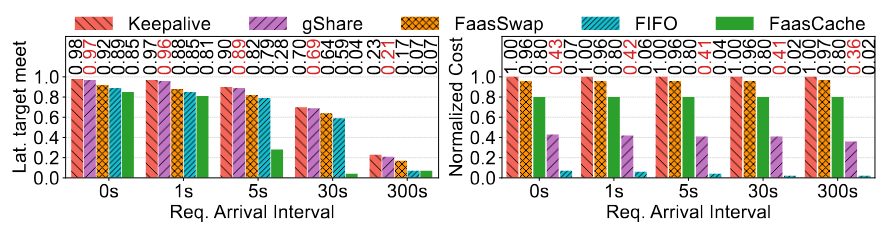 Keepalive gShare FaasSwap FIFO FaasCache
Lat. target meet
0.98 0.97 0.92 0.89 0.85 0.97 0.96 0.88 0.85 0.81 0.90 0.89 0.82 0.79 0.28 0.70 0.69 0.64 0.59 0.04 0.23 0.21 0.17 0.07 0.07
1.0
0.8
0.6
0.4
0.2
0.0
0s 1s 5s 30s 300s
Req. Arrival Interval
Normalized Cost
1.00 0.96 0.80 0.43 0.07 1.00 0.96 0.80 0.42 0.06 1.00 0.96 0.80 0.41 0.04 1.00 0.96 0.80 0.41 0.02 1.00 0.97 0.80 0.36 0.02
1.0
0.8
0.6
0.4
0.2
0.0
0s 1s 5s 30s 300s
Req. Arrival Interval